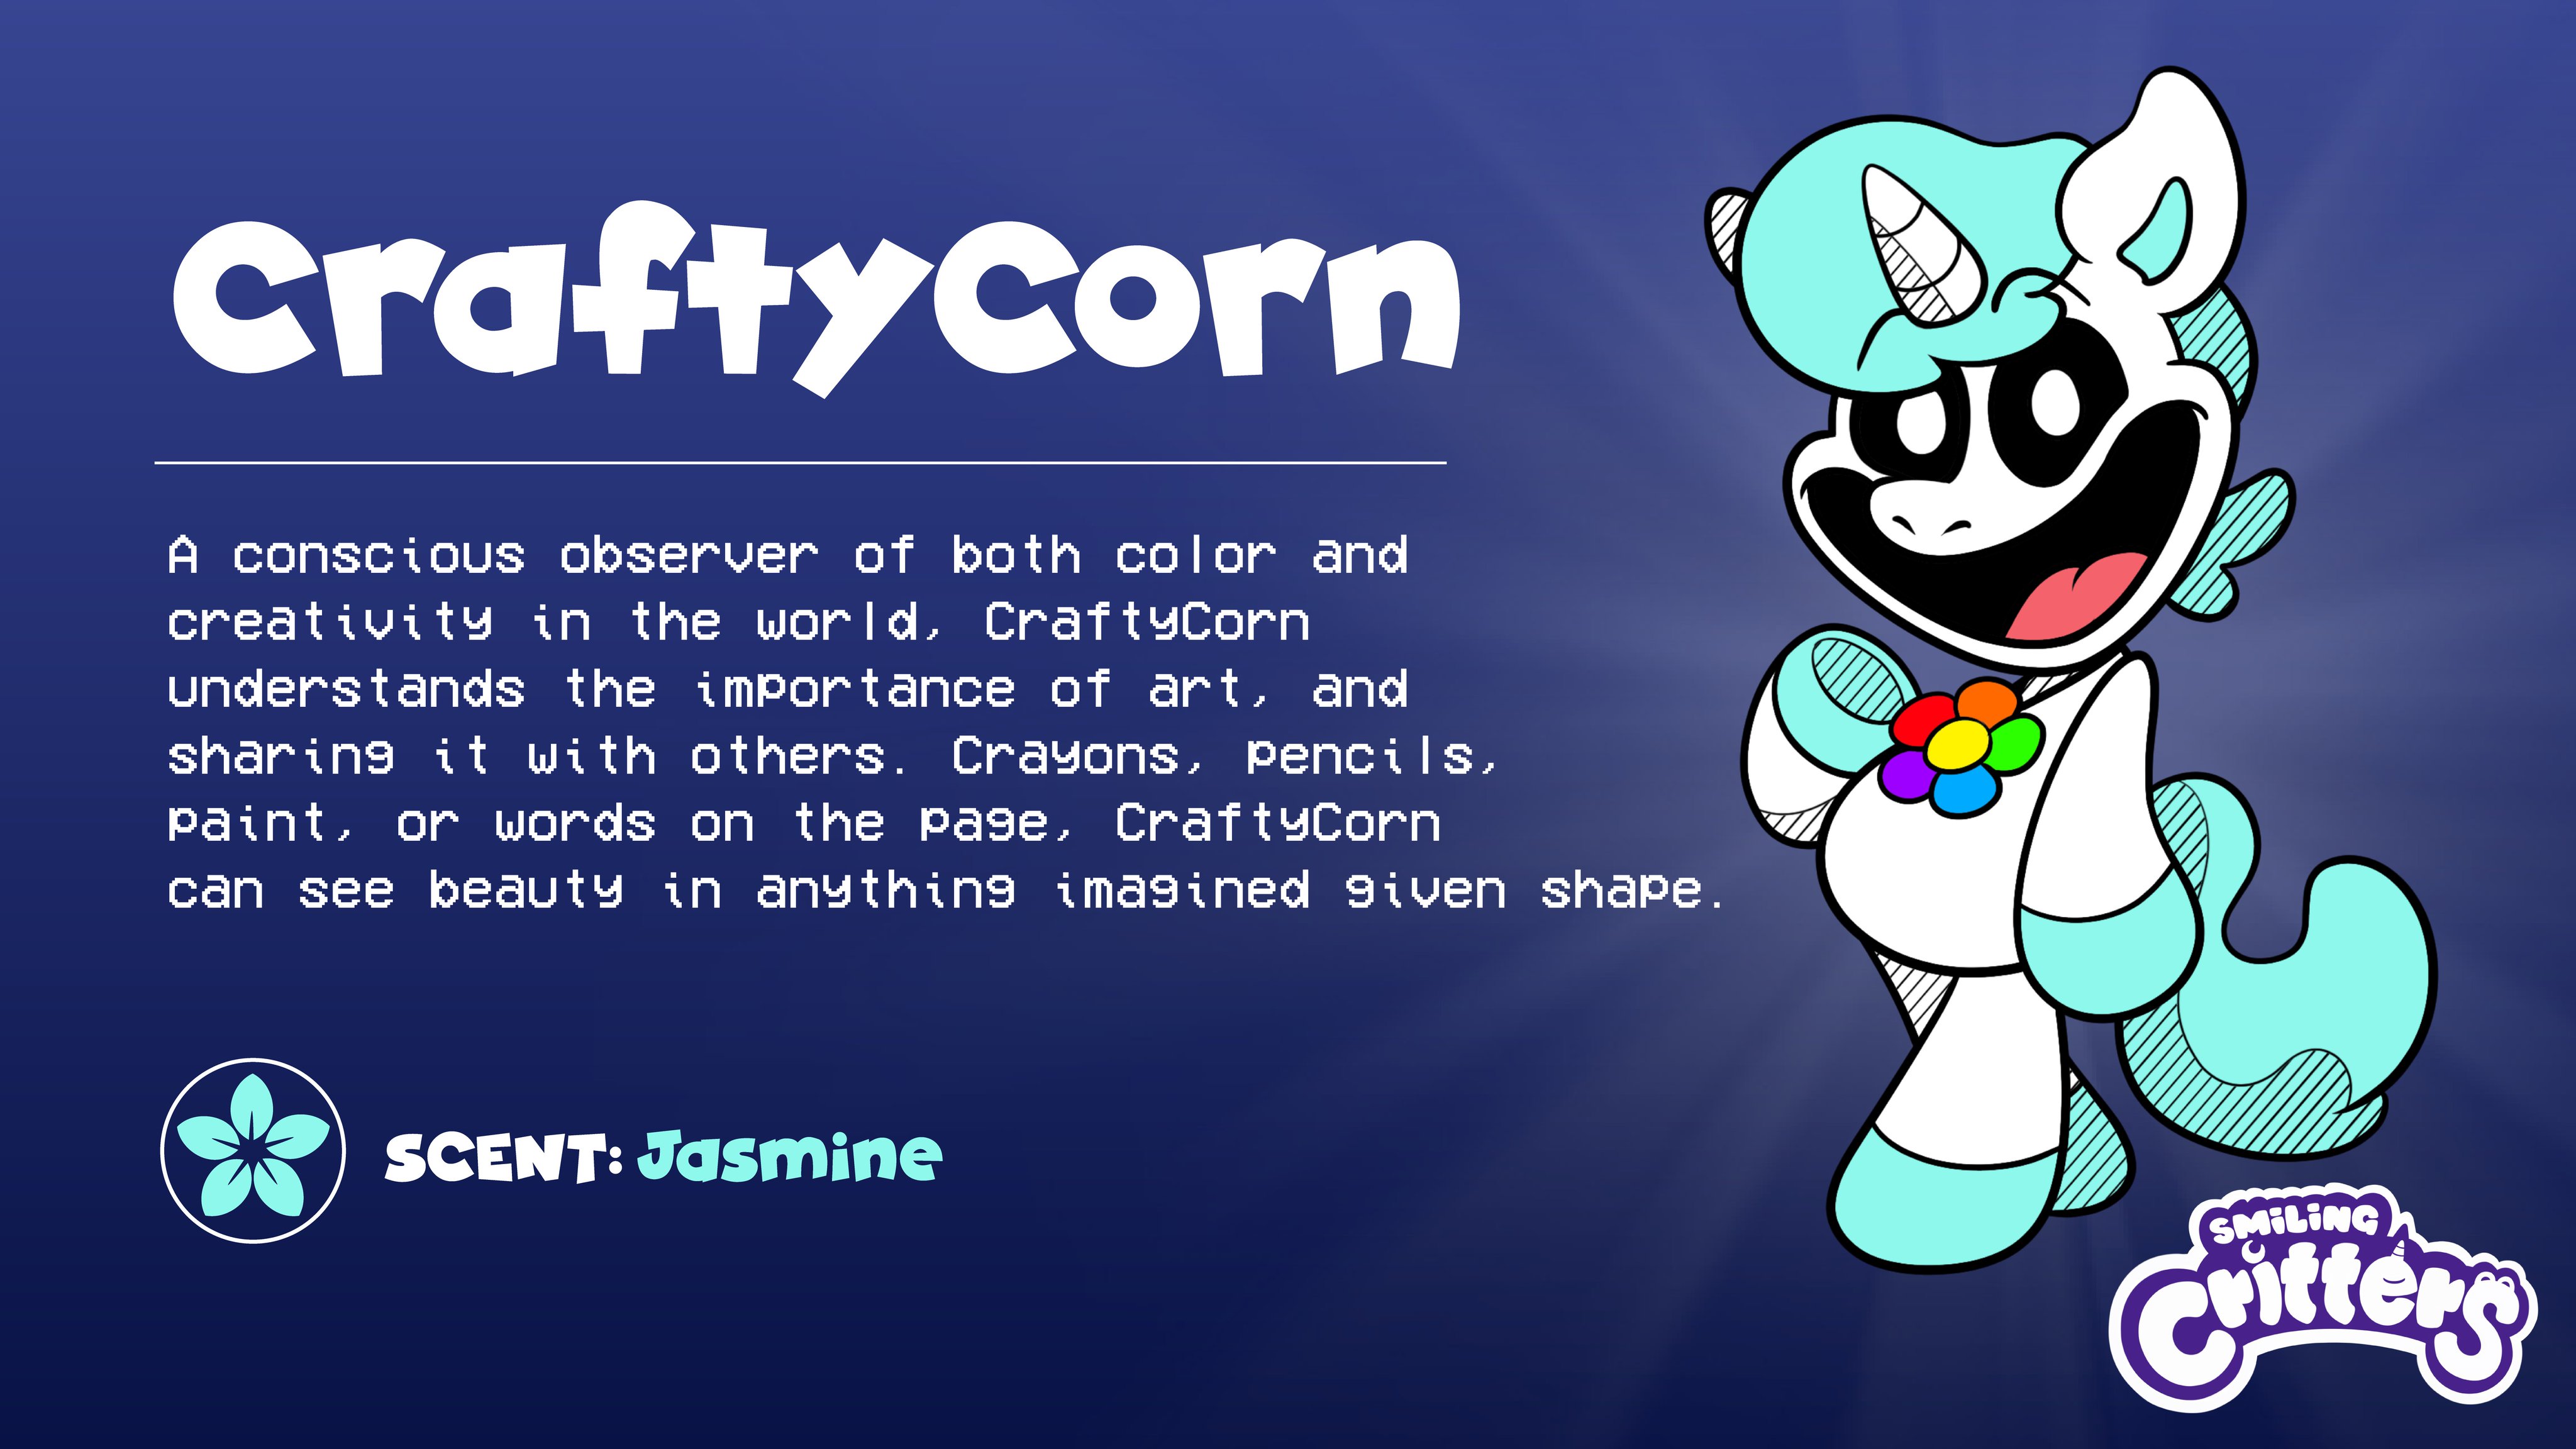 CraftyCorn
A conscious observer of both color and
creativity in the world, CraftyCorn
understands the importance of art, and
sharing it with others. Crayons, pencils,
paint, or words on the page, CraftyCorn
can see beauty in anything imagined given shape.
SCENT: Jasmine
SMiLiNG
Critters